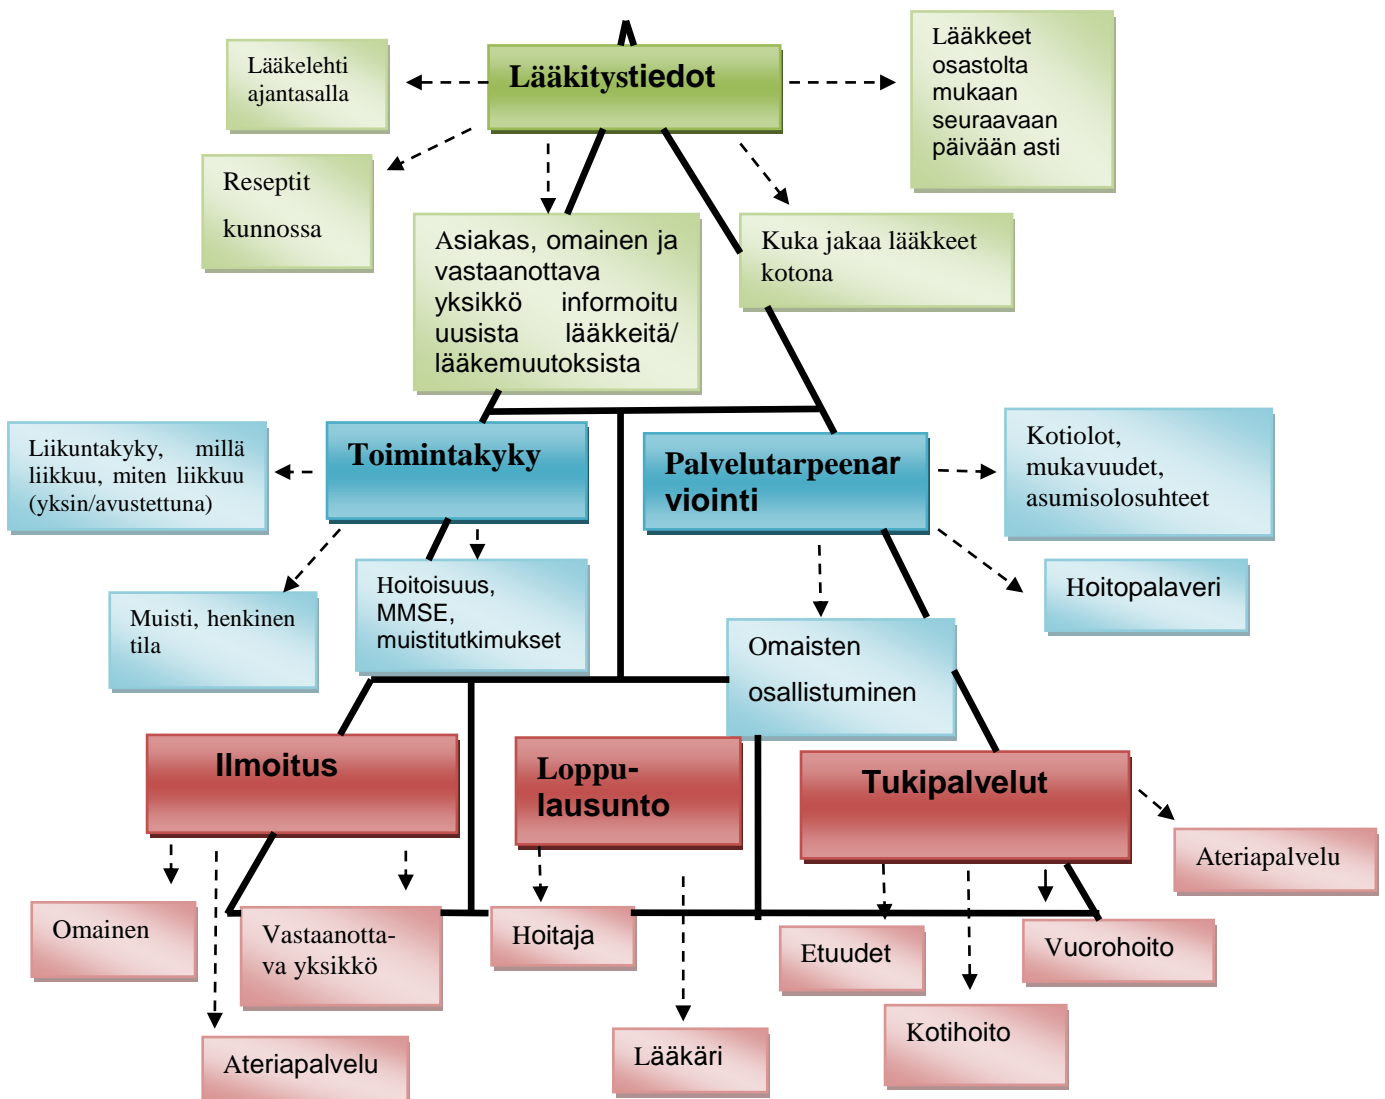 Lääkitystiedot
Lääkelehti
ajantasalla
Lääkkeet
osastolta
mukaan
seuraavaan
päivään asti
Reseptit
kunnossa
Asiakas, omainen ja
vastaanottava
yksikkö informoitu
uusista lääkkeitä/
lääkemuutoksista
Kuka jakaa lääkkeet
kotona
Toimintakyky
Liikuntakyky, millä
liikkuu, miten liikkuu
(yksin/avustettuna)
Muisti, henkinen
tila
Hoitoisuus,
MMSE,
muistitutkimukset
Palvelutarpeenar
viointi
Kotiolot,
mukavuudet,
asumisolosuhteet
Hoitopalaveri
Omaisten
osallistuminen
Ilmoitus
Omainen
Ateriapalvelu
Vastaanotta-
va yksikkö
Loppu-
lausunto
Hoitaja
Lääkäri
Tukipalvelut
Ateriapalvelu
Etuudet
Kotihoito
Vuorohoito